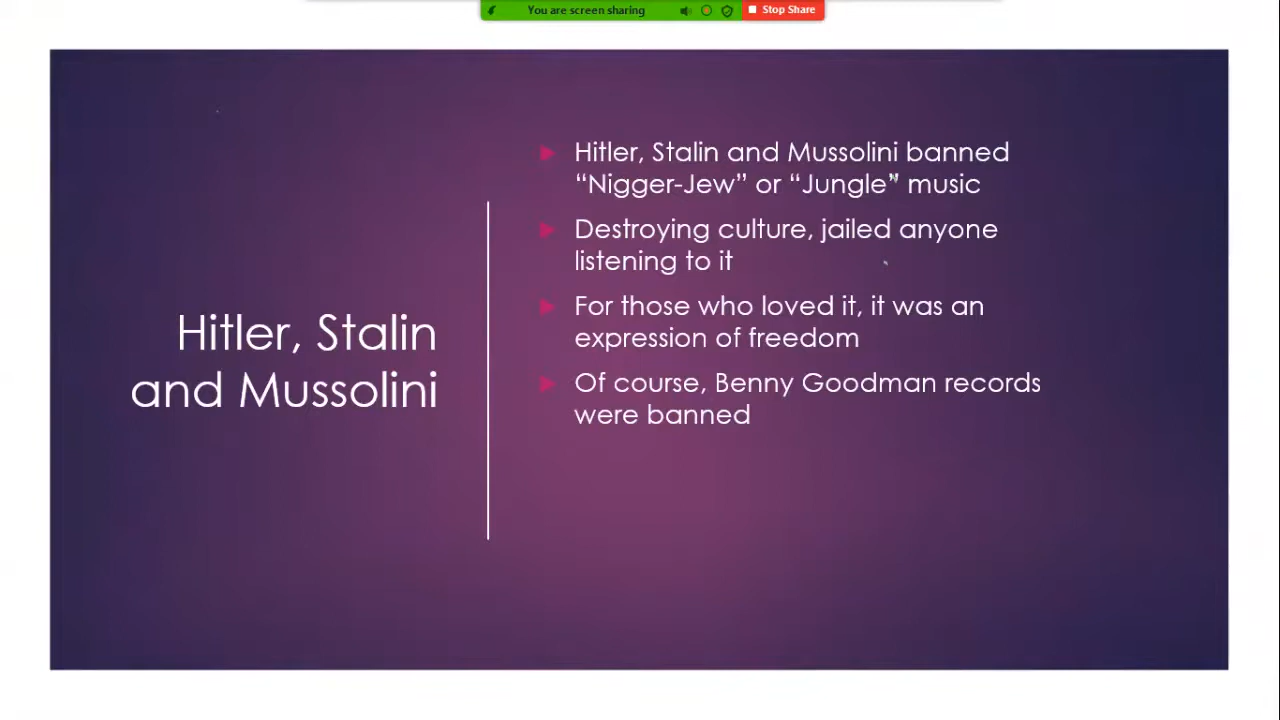 You are screen sharing
Stop Share
Hitler, Stalin
and Mussolini
Hitler, Stalin and Mussolini banned
“Nigger-Jew” or “Jungle” music
Destroying culture, jailed anyone
listening to it
For those who loved it, it was an
expression of freedom
Of course, Benny Goodman records
were banned